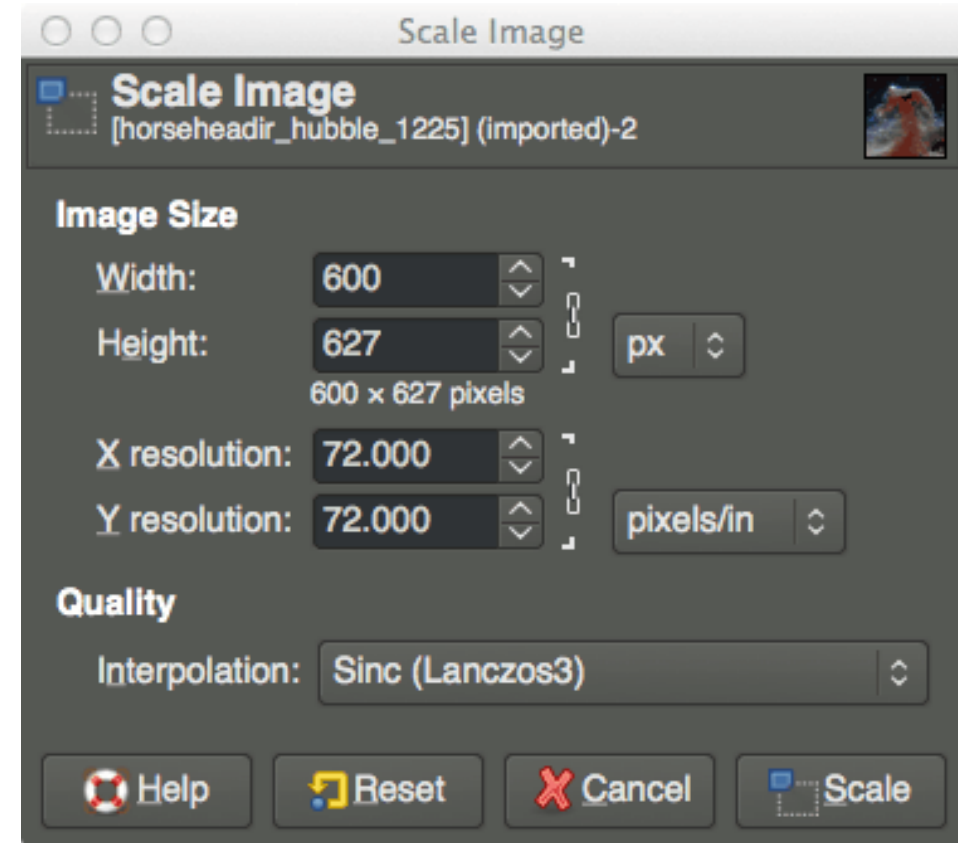 Scale Image
Scale Image
[horseheadir_hubble_1225] (imported)-2
Image Size
Width: 600
Height: 627 px
600 × 627 pixels
X resolution: 72.000
Y resolution: 72.000 pixels/in
Quality
Interpolation: Sinc (Lanczos3)
Help Reset Cancel Scale